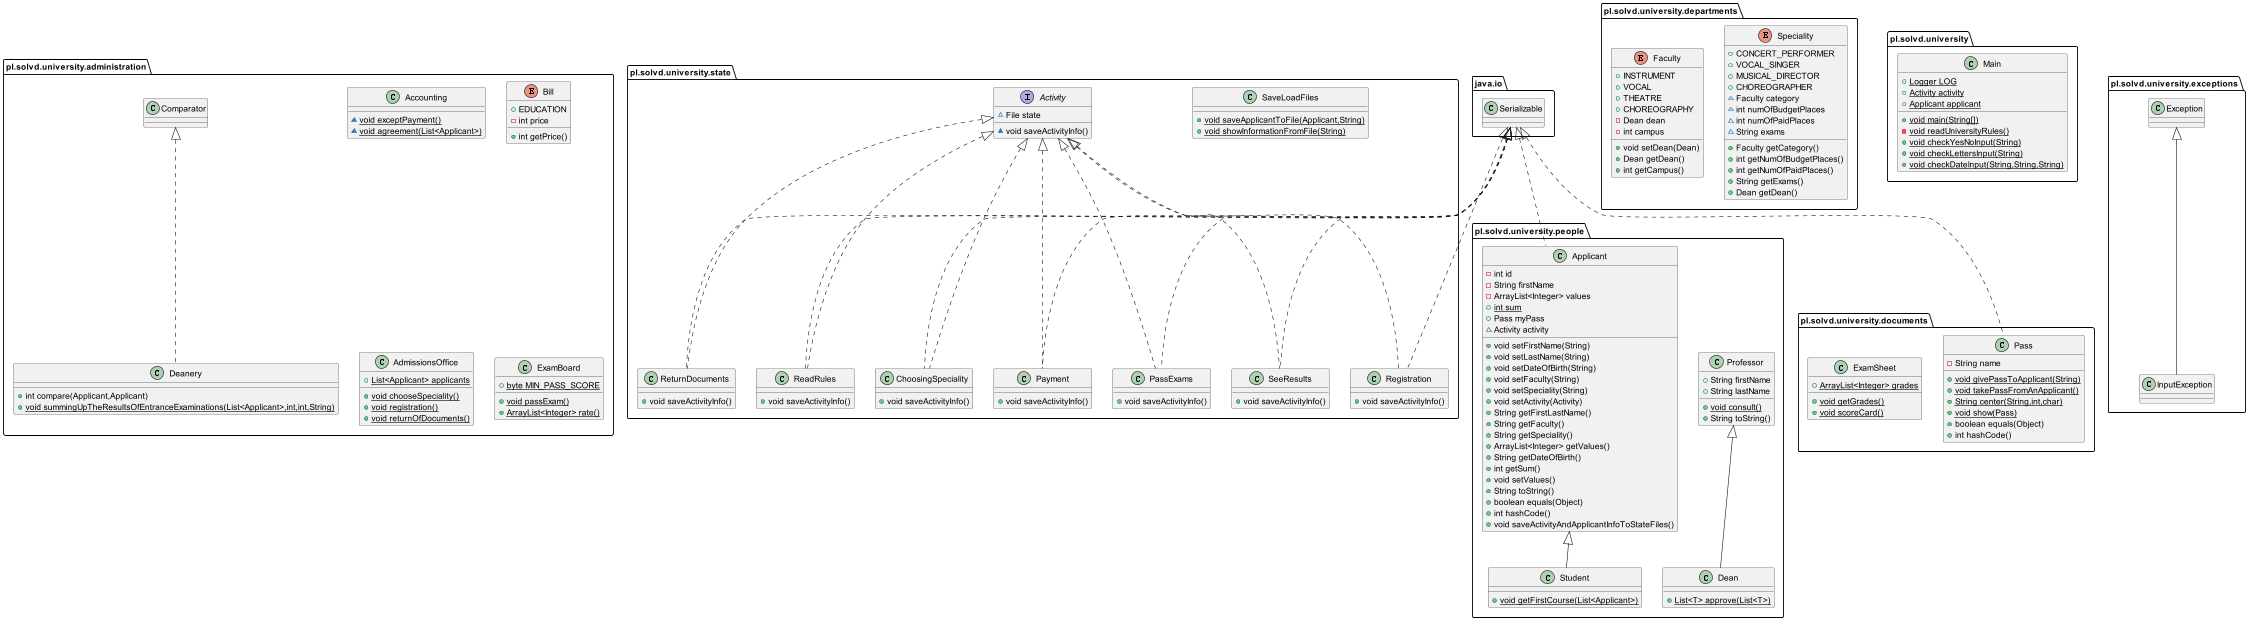 pl.solvd.university.administration
C Comparator
C Accounting
void exceptPayment()
void agreement(List<Applicant>)
E Bill
EDUCATION
int price
int getPrice()
C Deanery
int compare(Applicant,Applicant)
void summingUpTheResultsOfEntranceExaminations(List<Applicant>,int,int,String)
C AdmissionsOffice
List<Applicant> applicants
void chooseSpeciality()
void registration()
void returnOfDocuments()
C ExamBoard
byte MIN_PASS_SCORE
void passExam()
ArrayList<Integer> rate()
pl.solvd.university.state
I Activity
File state
void saveActivityInfo()
C SaveLoadFiles
void saveApplicantToFile(Applicant,String)
void showInformationFromFile(String)
C ReturnDocuments
void saveActivityInfo()
C ReadRules
void saveActivityInfo()
C ChoosingSpeciality
void saveActivityInfo()
C Payment
void saveActivityInfo()
C PassExams
void saveActivityInfo()
C SeeResults
void saveActivityInfo()
C Registration
void saveActivityInfo()
java.io
C Serializable
pl.solvd.university.departments
E Faculty
INSTRUMENT
VOCAL
THEATRE
CHOREOGRAPHY
Dean dean
int campus
void setDean(Dean)
Dean getDean()
int getCampus()
E Speciality
CONCERT_PERFORMER
VOCAL_SINGER
MUSICAL_DIRECTOR
CHOREOGRAPHER
Faculty category
int numOfBudgetPlaces
int numOfPaidPlaces
String exams
Faculty getCategory()
int getNumOfBudgetPlaces()
int getNumOfPaidPlaces()
String getExams()
Dean getDean()
pl.solvd.university
C Main
Logger LOG
Activity activity
Applicant applicant
void main(String[])
void readUniversityRules()
void checkYesNoInput(String)
void checkLettersInput(String)
void checkDateInput(String,String,String)
pl.solvd.university.people
C Applicant
int id
String firstName
ArrayList<Integer> values
int sum
Pass myPass
Activity activity
void setFirstName(String)
void setLastName(String)
void setDateOfBirth(String)
void setFaculty(String)
void setSpeciality(String)
void setActivity(Activity)
String getFirstLastName()
String getFaculty()
String getSpeciality()
ArrayList<Integer> getValues()
String getDateOfBirth()
int getSum()
void setValues()
String toString()
boolean equals(Object)
int hashCode()
void saveActivityAndApplicantInfoToStateFiles()
C Professor
String firstName
String lastName
void consult()
String toString()
C Student
void getFirstCourse(List<Applicant>)
C Dean
List<T> approve(List<T>)
pl.solvd.university.documents
C ExamSheet
ArrayList<Integer> grades
void getGrades()
void scoreCard()
C Pass
String name
void givePassToApplicant(String)
void takePassFromAnApplicant()
String center(String,int,char)
void show(Pass)
boolean equals(Object)
int hashCode()
pl.solvd.university.exceptions
C Exception
C InputException